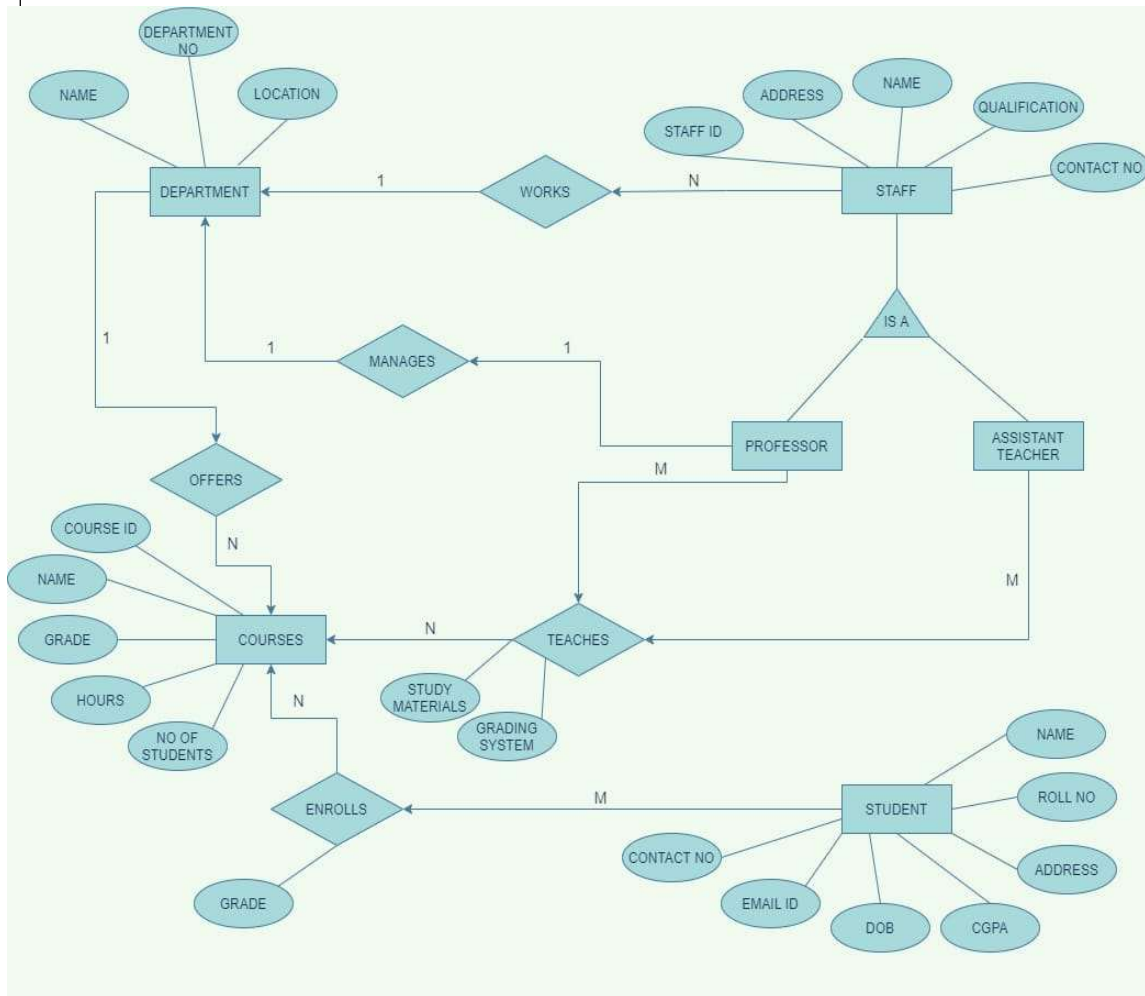 DEPARTMENT
NO
NAME
LOCATION
DEPARTMENT
1
WORKS
N
STAFF ID
ADDRESS
NAME
QUALIFICATION
CONTACT NO
STAFF
IS A
1
1
MANAGES
1
PROFESSOR
ASSISTANT
TEACHER
M
OFFERS
N
COURSE ID
NAME
GRADE
HOURS
NO OF
STUDENTS
COURSES
N
TEACHES
M
STUDY
MATERIALS
GRADING
SYSTEM
N
ENROLLS
GRADE
M
STUDENT
NAME
ROLL NO
ADDRESS
CONTACT NO
EMAIL ID
DOB
CGPA